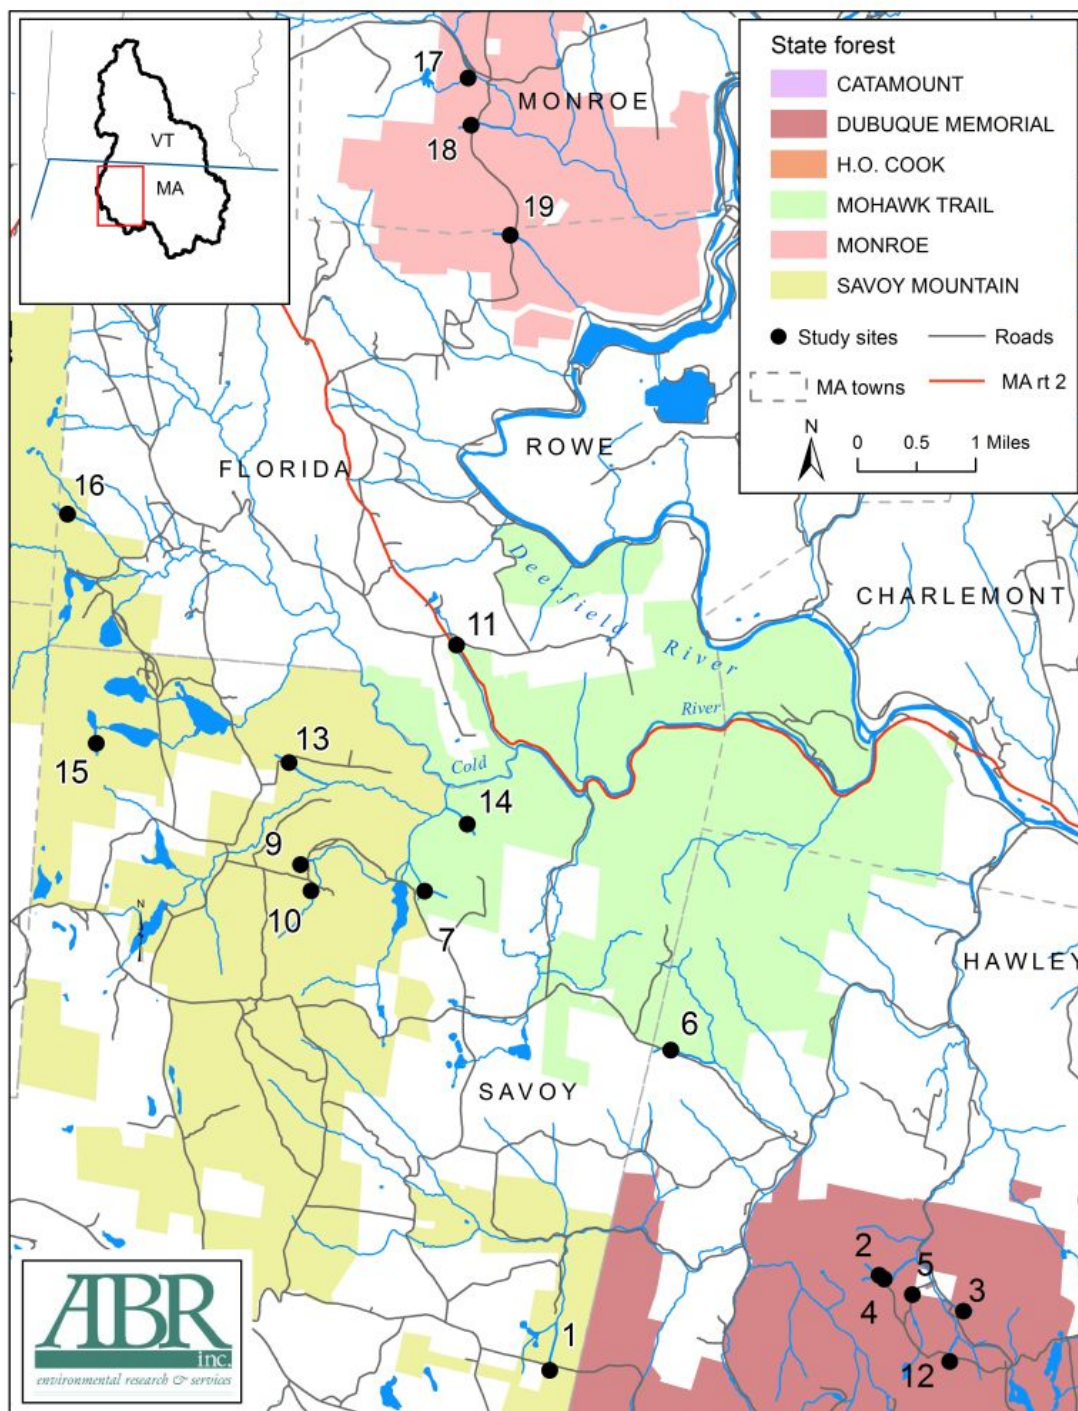 VT
MA
State forest
CATAMOUNT
DUBUQUE MEMORIAL
H.O. COOK
MOHAWK TRAIL
MONROE
SAVOY MOUNTAIN
Study sites
Roads
MA towns
MA rt 2
N
0 0.5 1 Miles
17
MONROE
18
19
ROWE
FLORIDA
16
Deerfield River
CHARLEMONT
11
River
13
Cold
15
14
9
10
7
N
HAWLEY
6
SAVOY
2
5
3
4
1
12
ABR
inc.
environmental research & services